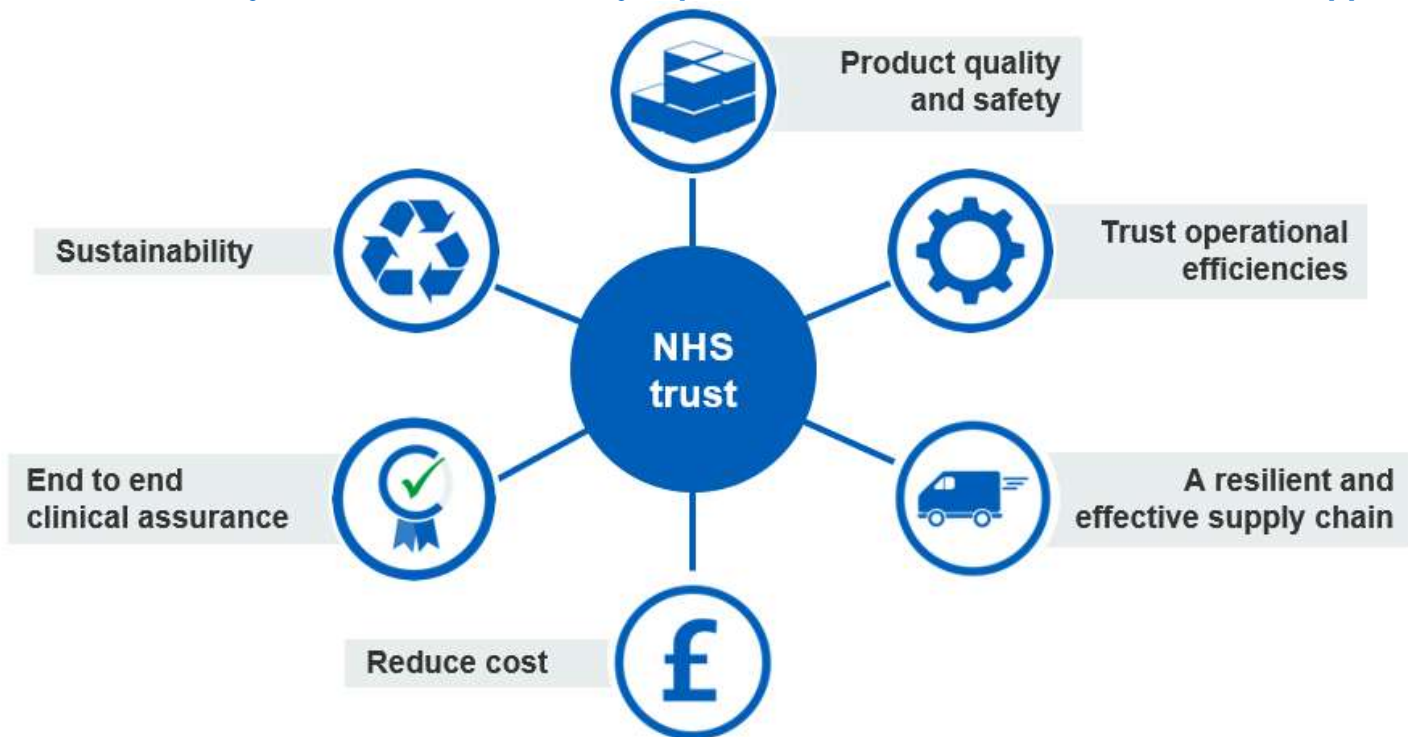 Product quality
and safety
Trust operational
efficiencies
Sustainability
NHS
trust
End to end
clinical assurance
A resilient and
effective supply chain
Reduce cost
£